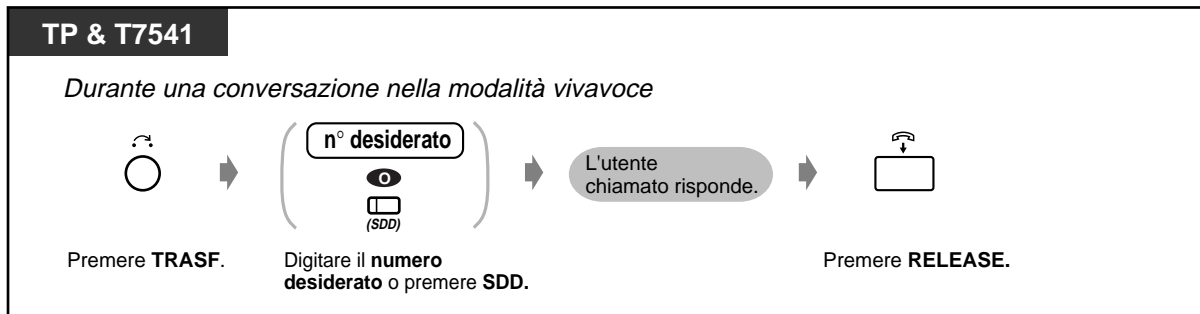 TP & T7541
Durante una conversazione nella modalità vivavoce
n° desiderato
O
(SDD)
L'utente
chiamato risponde.
Premere TRASF.
Digitare il numero
desiderato o premere SDD.
Premere RELEASE.